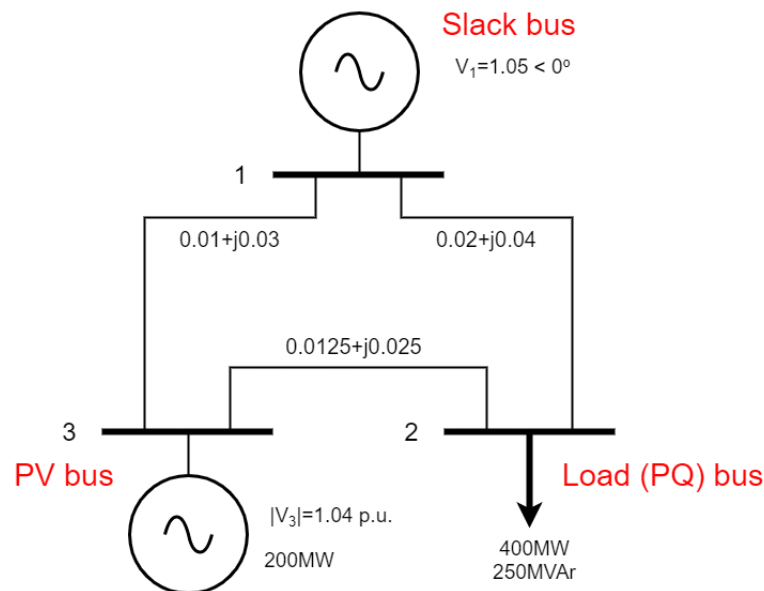 Slack bus
V₁=1.05 < 0º
1
0.01+j0.03
0.02+j0.04
0.0125+j0.025
3
2
PV bus
Load (PQ) bus
|V₃|=1.04 p.u.
200MW
400MW
250MVAr